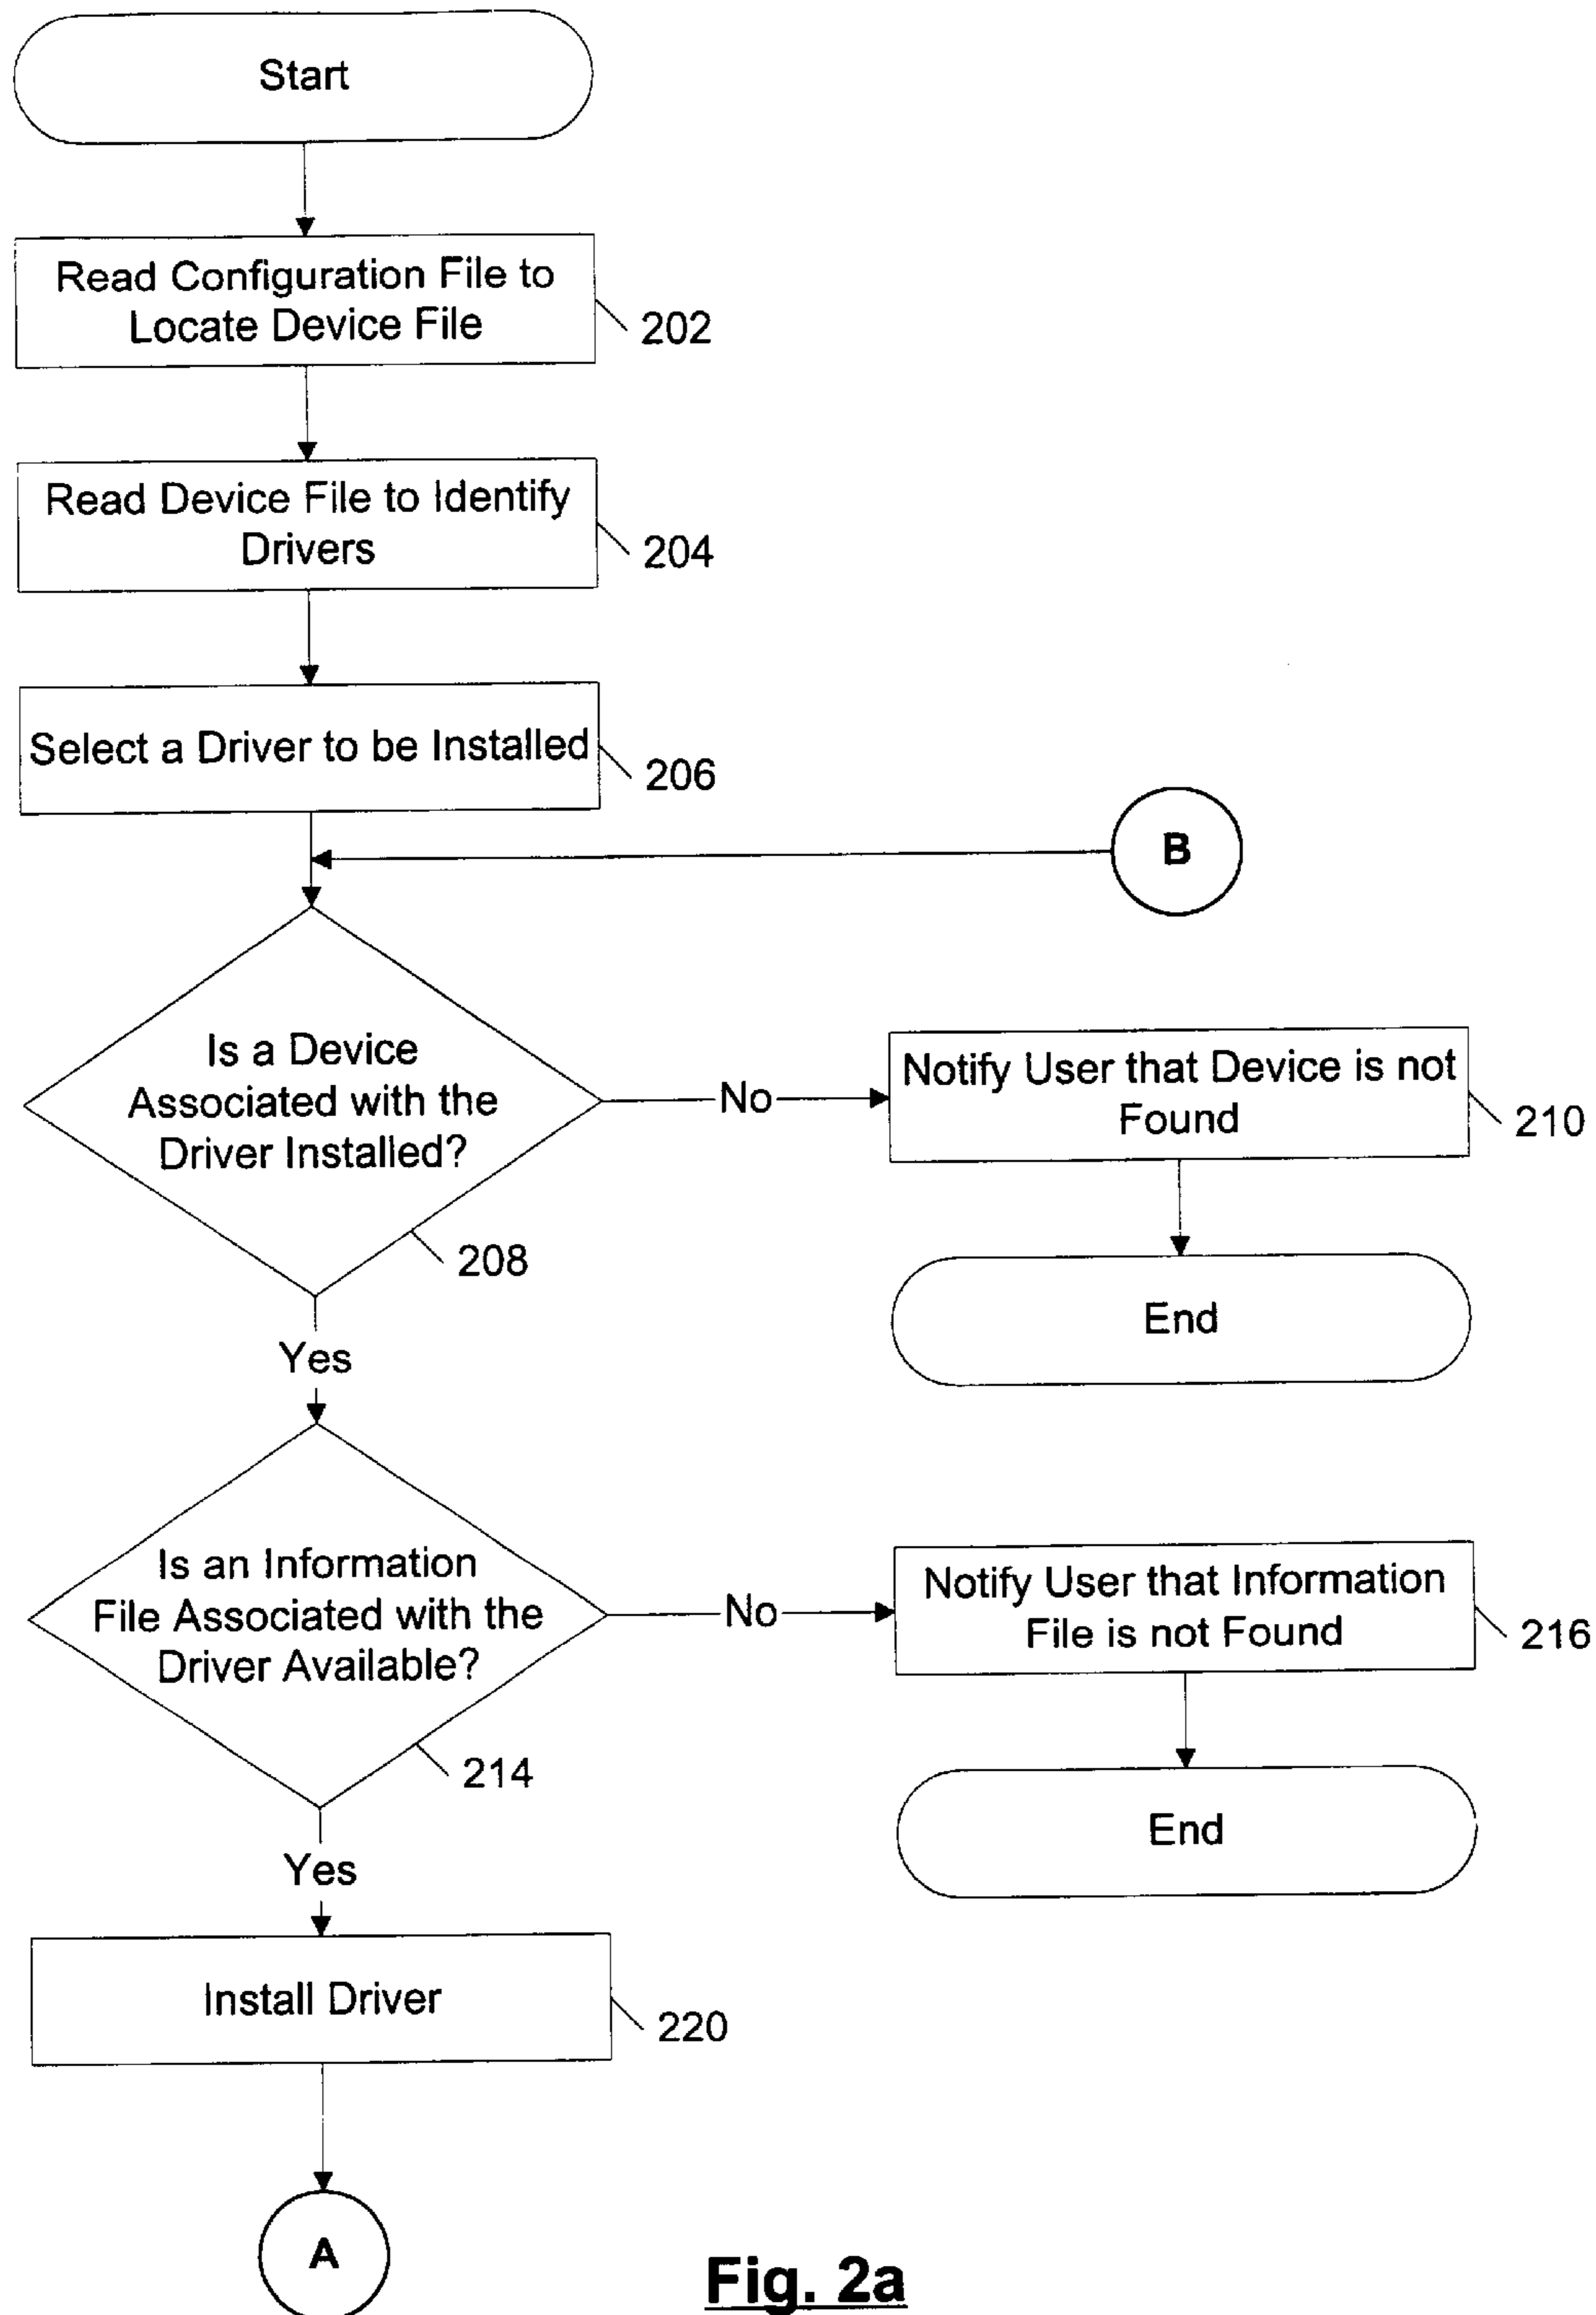 Start
Read Configuration File to
Locate Device File
202
Read Device File to Identify
Drivers
204
Select a Driver to be Installed
206
B
Is a Device
Associated with the
Driver Installed?
208
No
Notify User that Device is not
Found
210
End
Yes
Is an Information
File Associated with the
Driver Available?
214
No
Notify User that Information
File is not Found
216
End
Yes
Install Driver
220
A
Fig. 2a